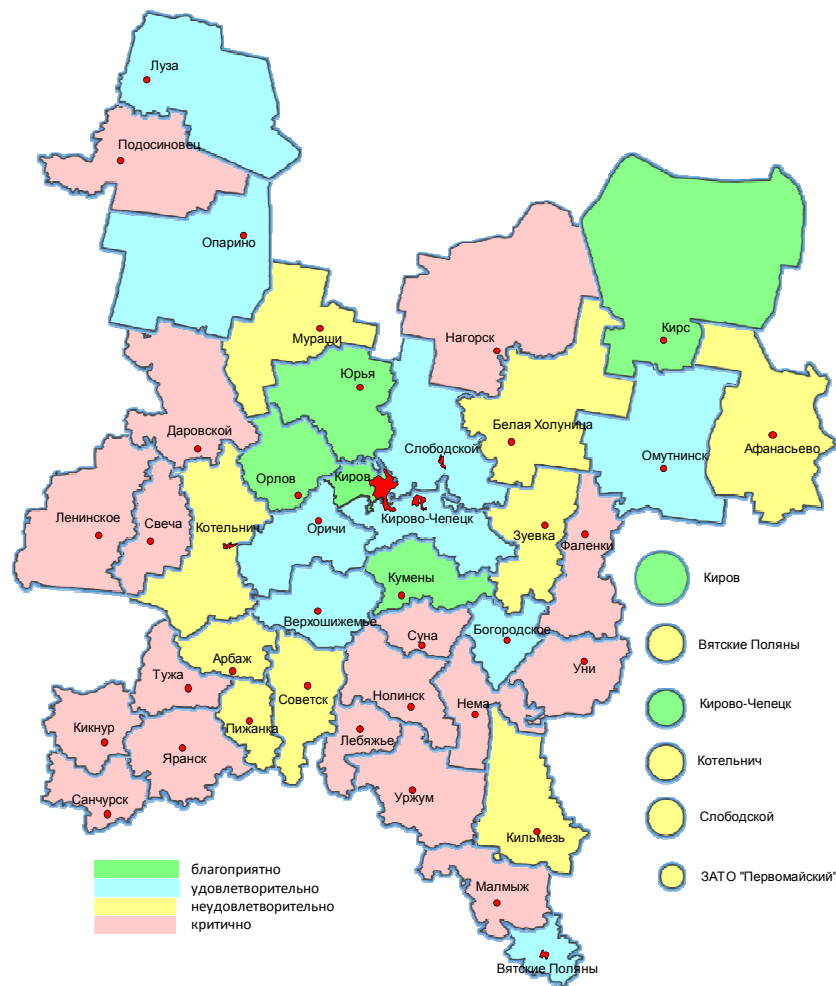 Луза
Подосиновец
Опарино
Мураши
Нагорск
Кирс
Юрья
Даровской
Белая Холуница
Слободской
Афанасьево
Омутнинск
Орлов
Киров
Ленинское
Свеча
Котельнич
Оричи
Кирово-Чепецк
Зуевка
Фаленки
Киров
Кумены
Верхошижемье
Суна
Богородское
Вятские Поляны
Арбаж
Уни
Тужа
Советск
Нолинск
Нема
Кирово-Чепецк
Пижанка
Кикнур
Лебяжье
Яранск
Котельнич
Уржум
Санчурск
Слободской
Кильмезь
благоприятно
ЗАТО "Первомайский"
удовлетворительно
Малмыж
неудовлетворительно
критично
Вятские Поляны